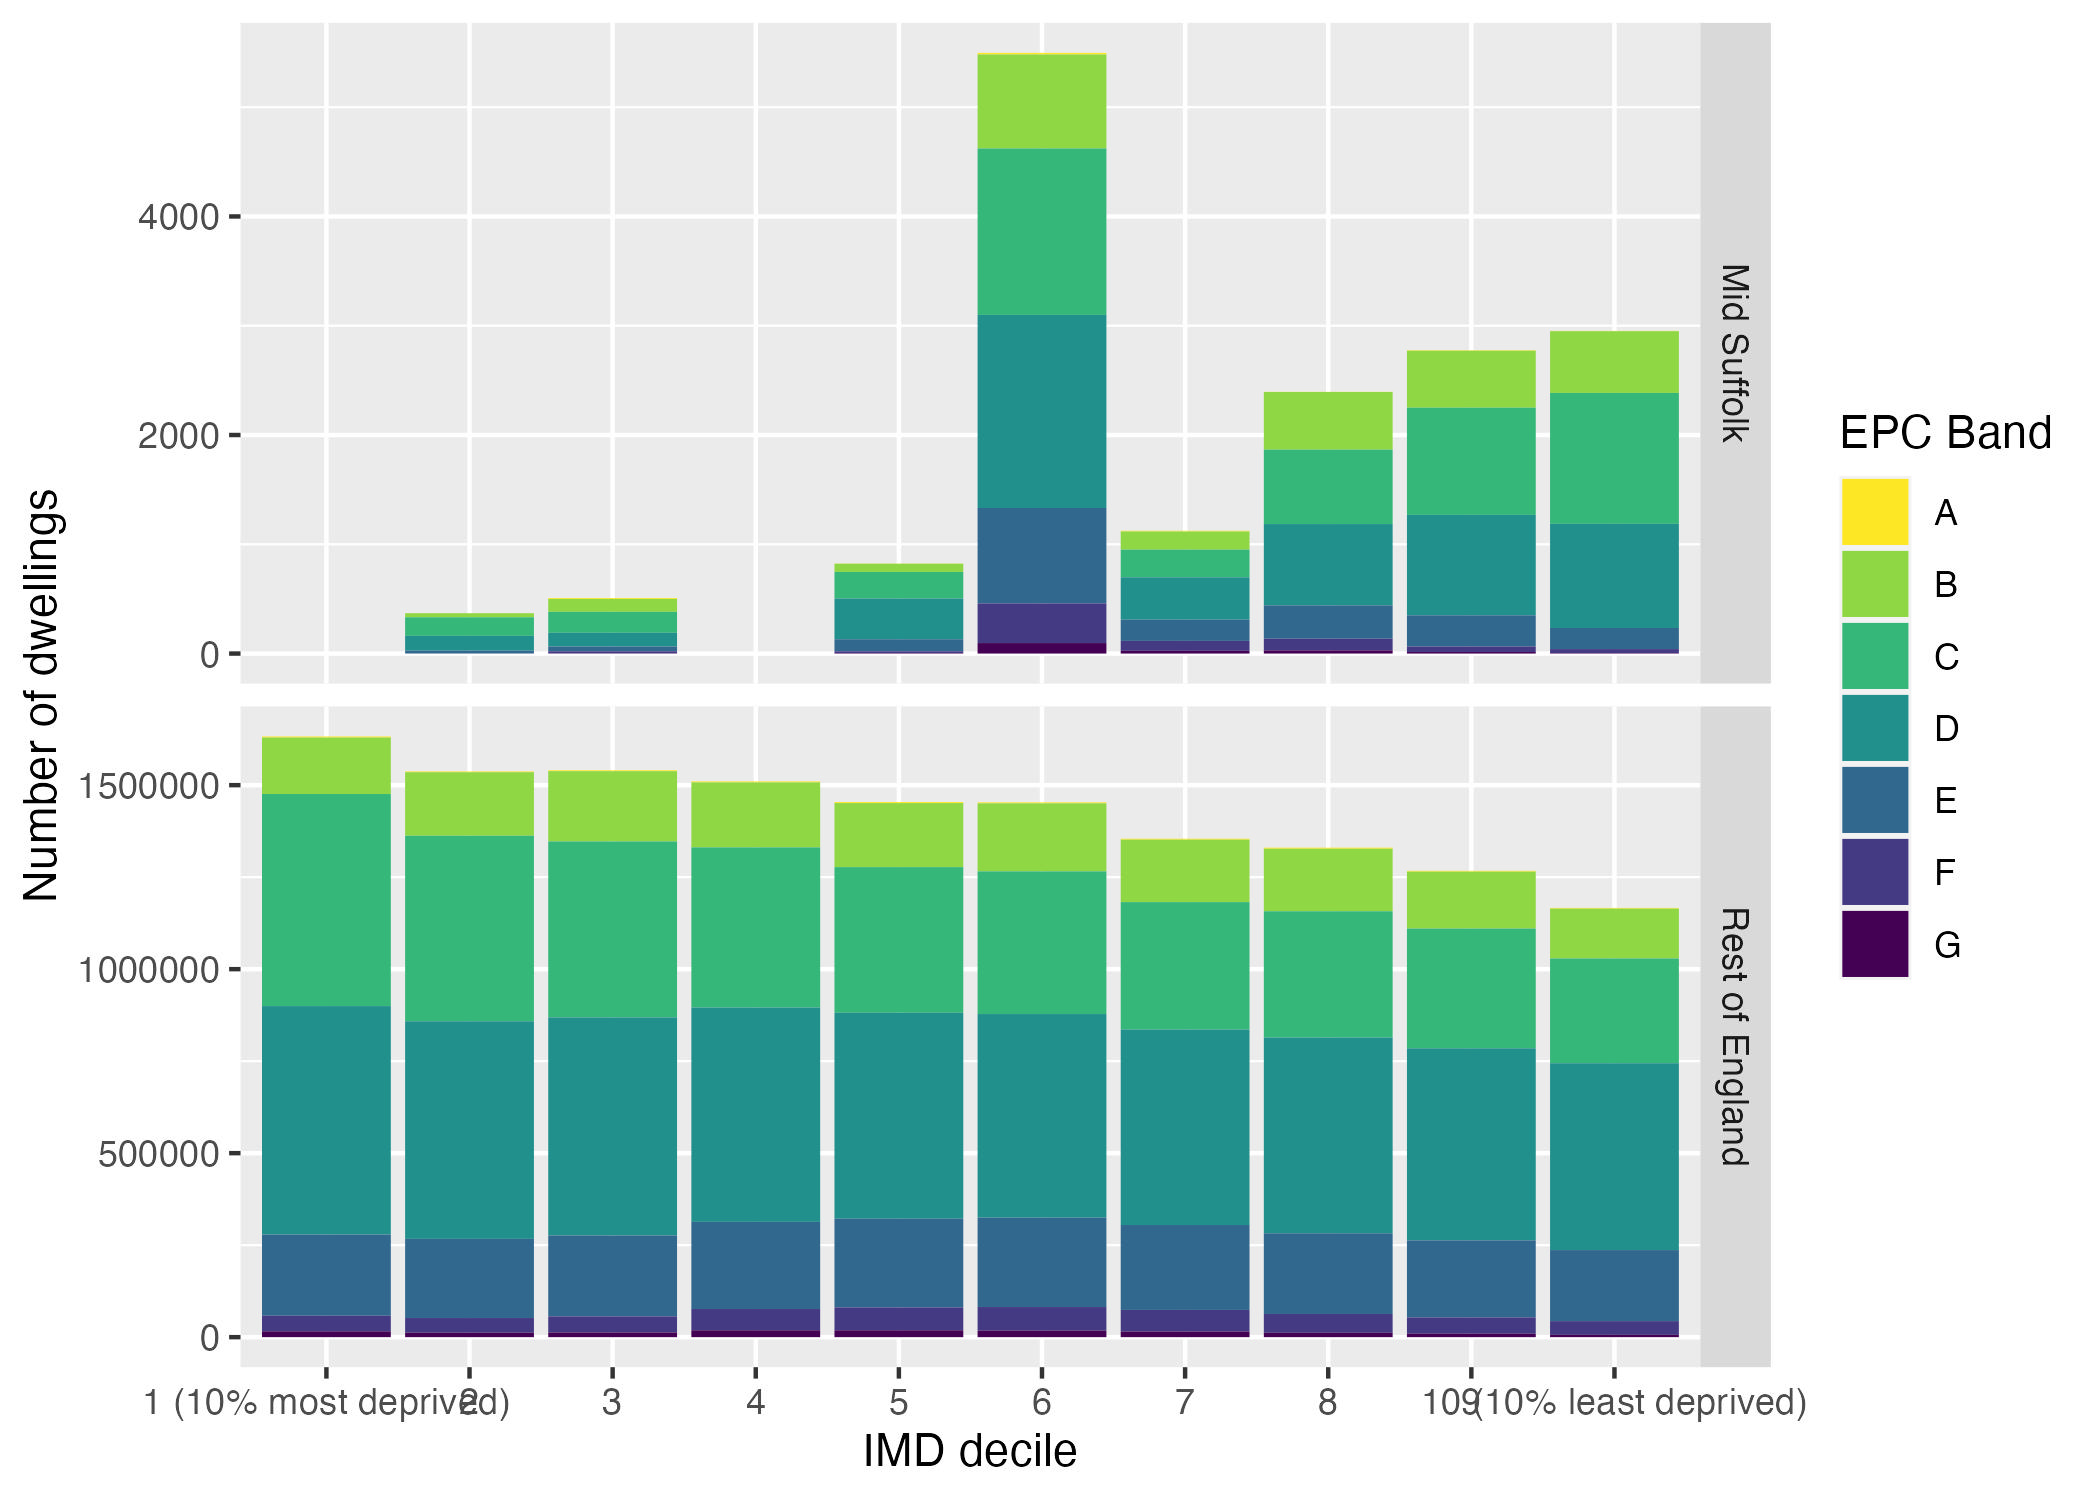 Number of dwellings
4000
2000
0
Mid Suffolk
1500000
1000000
500000
0
Rest of England
1 (10% most deprived)
2
3
4
5
6
7
8
9
10 (10% least deprived)
IMD decile
EPC Band
A
B
C
D
E
F
G